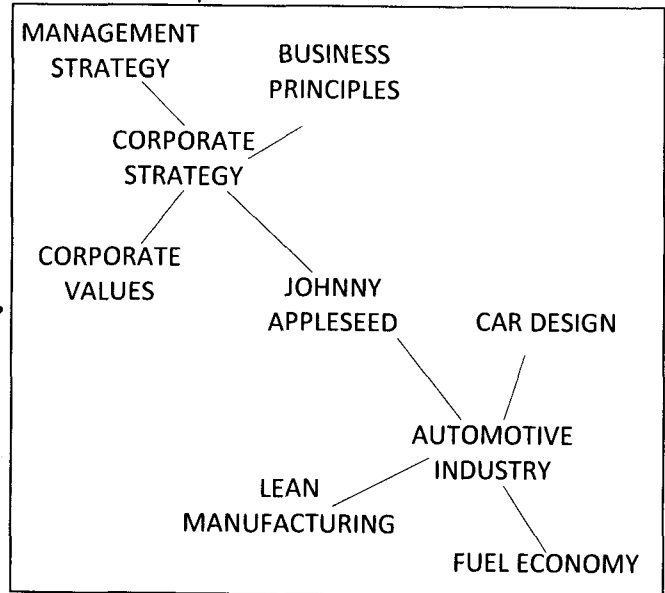 MANAGEMENT
STRATEGY
BUSINESS
PRINCIPLES
CORPORATE
STRATEGY
CORPORATE
VALUES
JOHNNY
APPLESEED
CAR DESIGN
AUTOMOTIVE
INDUSTRY
LEAN
MANUFACTURING
FUEL ECONOMY